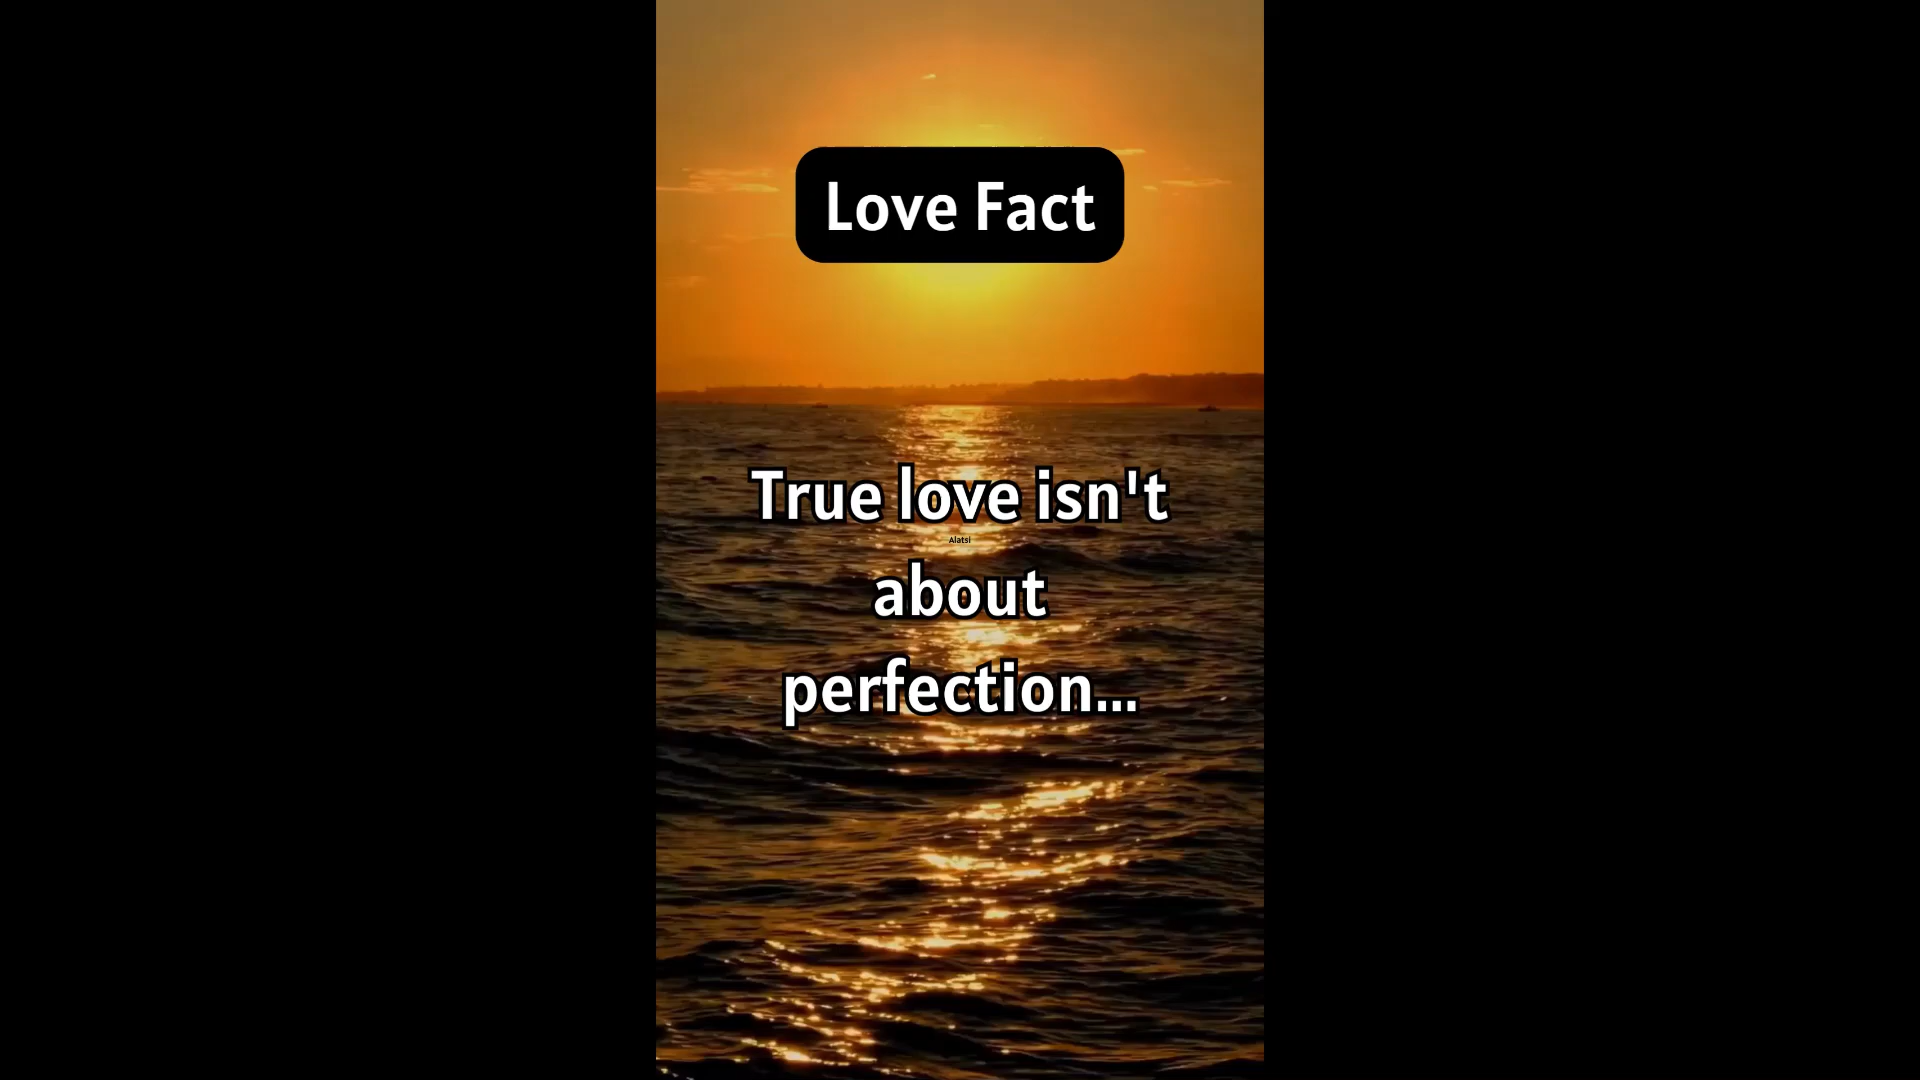 Love Fact
True love isn't
Alatsi
about
perfection...